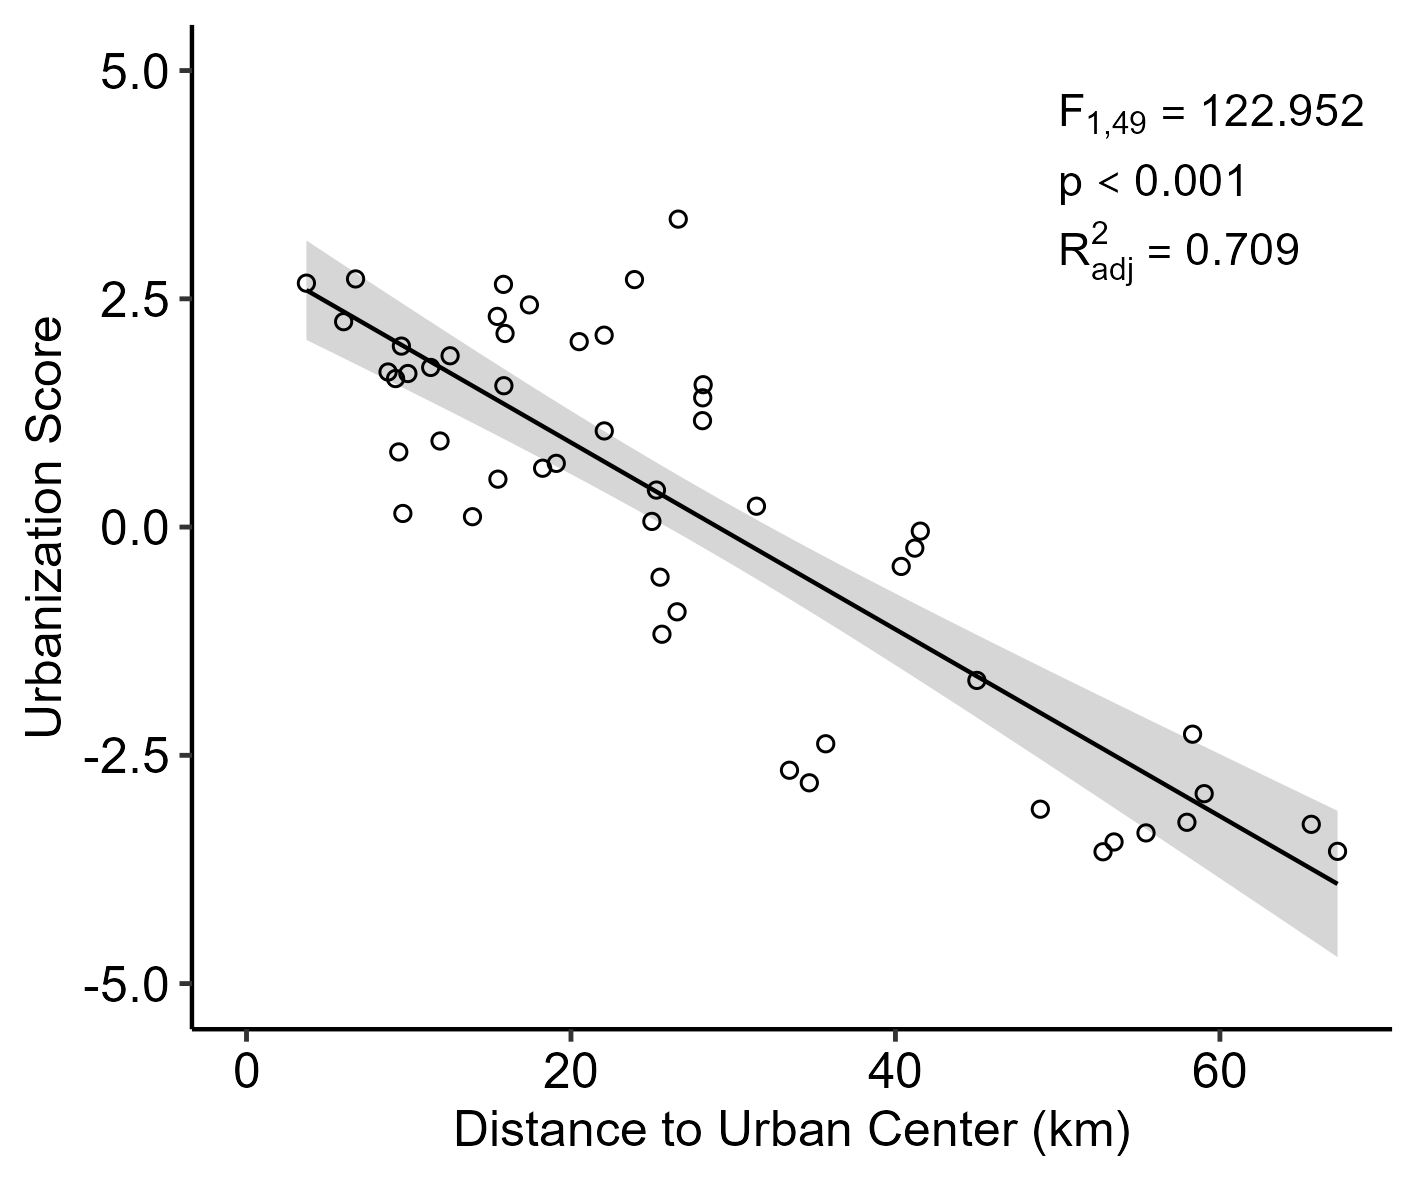 F1,49 = 122.952
p < 0.001
R2adj = 0.709
5.0
2.5
0.0
-2.5
-5.0
Urbanization Score
0 20 40 60
Distance to Urban Center (km)